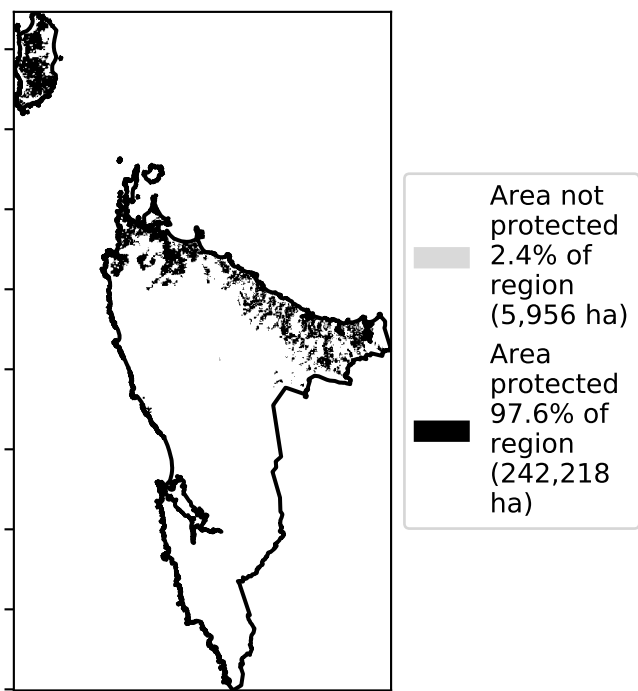 Area not
protected
2.4% of
region
(5,956 ha)
Area
protected
97.6% of
region
(242,218
ha)